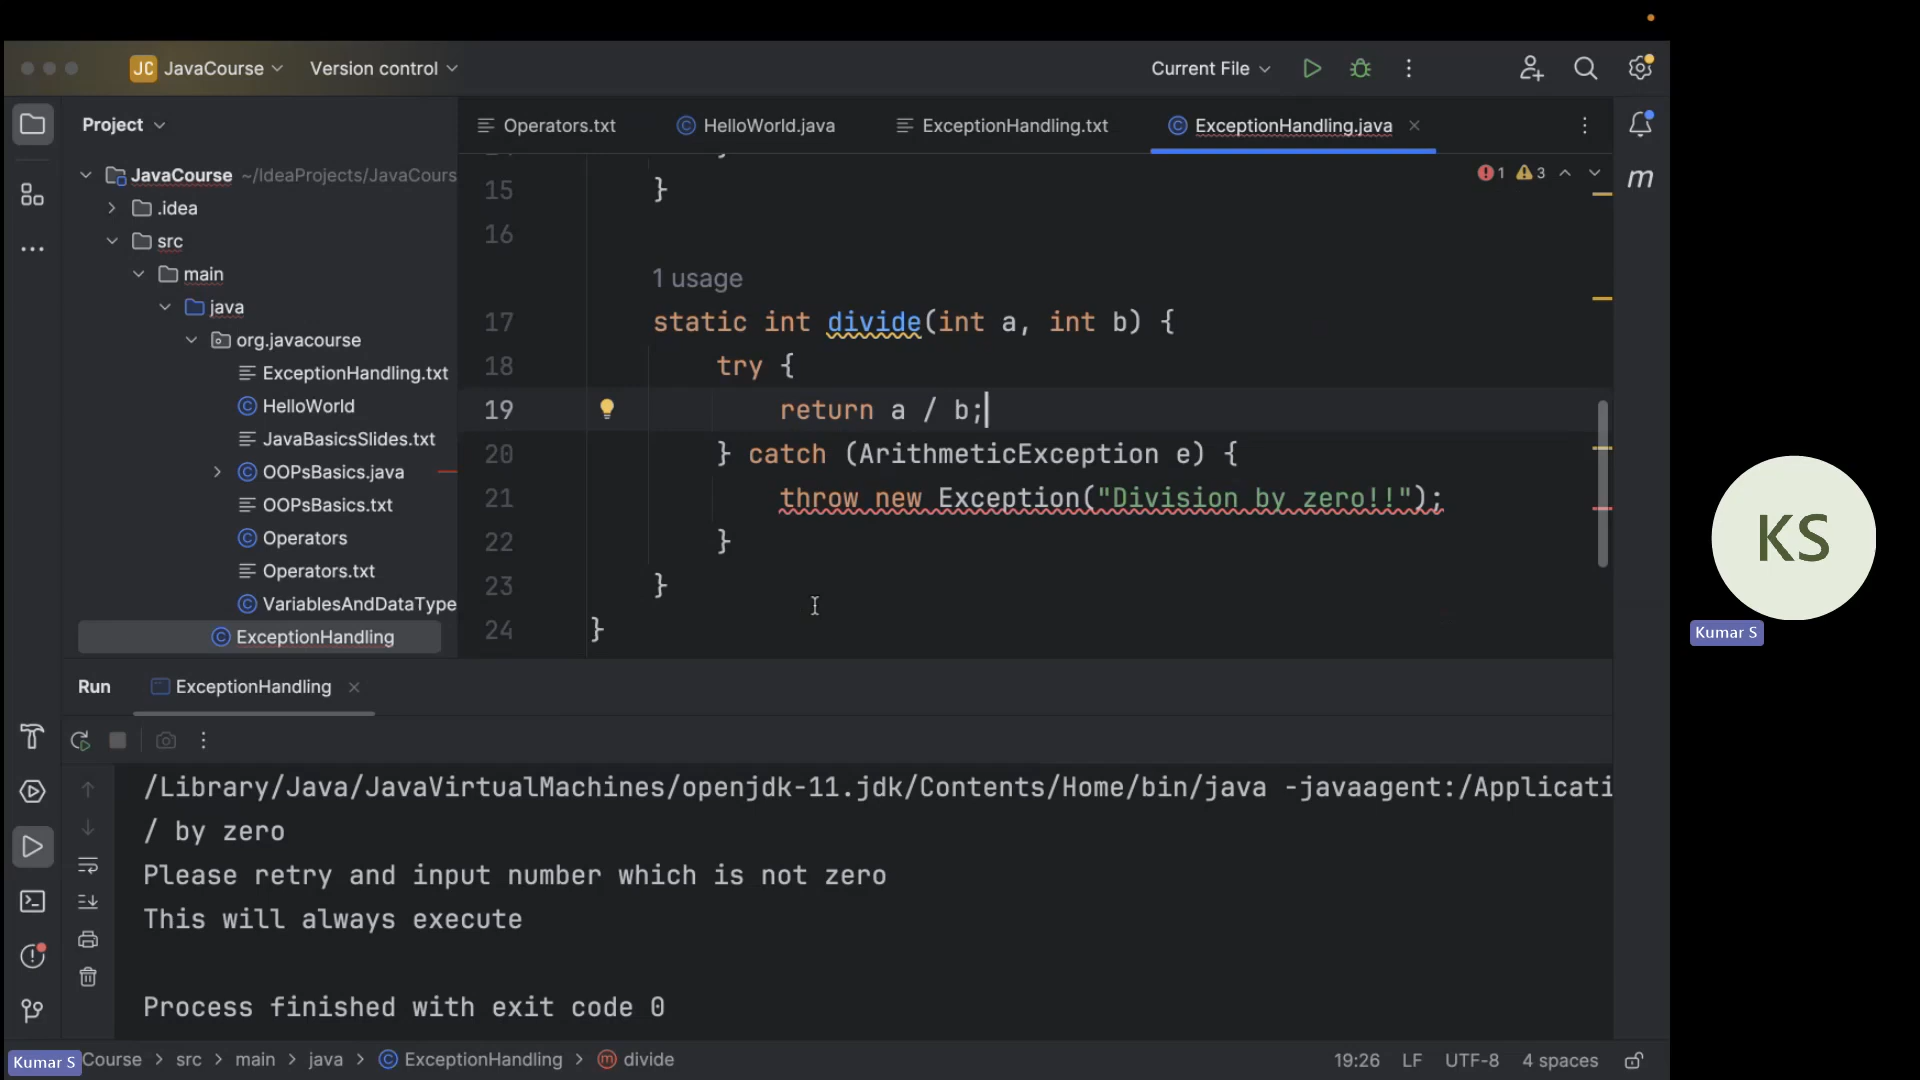 JC JavaCourse Version control Current File
Project
Operators.txt HelloWorld.java ExceptionHandling.txt ExceptionHandling.java
JavaCourse ~/IdeaProjects/JavaCours
.idea
src
main
java
org.javacourse
ExceptionHandling.txt
HelloWorld
JavaBasicsSlides.txt
OOPsBasics.java
OOPsBasics.txt
Operators
Operators.txt
VariablesAndDataType
ExceptionHandling
1 3
m
15 }
16
1 usage
17 static int divide(int a, int b) {
18 try {
19 return a / b;
20 } catch (ArithmeticException e) {
21 throw new Exception("Division by zero!!");
22 }
23 }
24 }
Run ExceptionHandling
/Library/Java/JavaVirtualMachines/openjdk-11.jdk/Contents/Home/bin/java -javaagent:/Applicati
/ by zero
Please retry and input number which is not zero
This will always execute
Process finished with exit code 0
Kumar S Course > src > main > java > ExceptionHandling > divide
19:26 LF UTF-8 4 spaces
KS
Kumar S